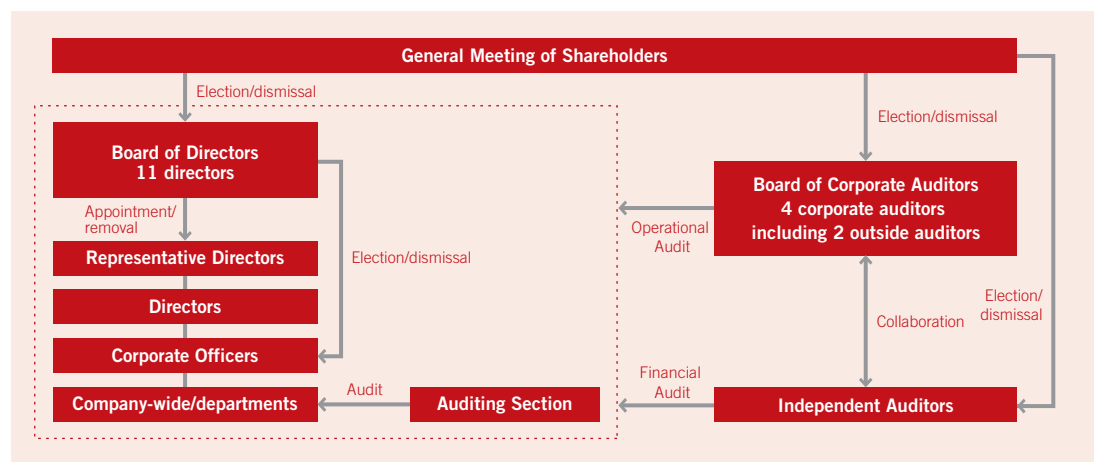 General Meeting of Shareholders
Election/dismissal
Election/dismissal
Board of Directors
11 directors
Board of Corporate Auditors
4 corporate auditors
including 2 outside auditors
Appointment/
removal
Operational
Audit
Representative Directors
Election/dismissal
Directors
Election/
dismissal
Collaboration
Corporate Officers
Financial
Audit
Company-wide/departments
Audit
Auditing Section
Independent Auditors